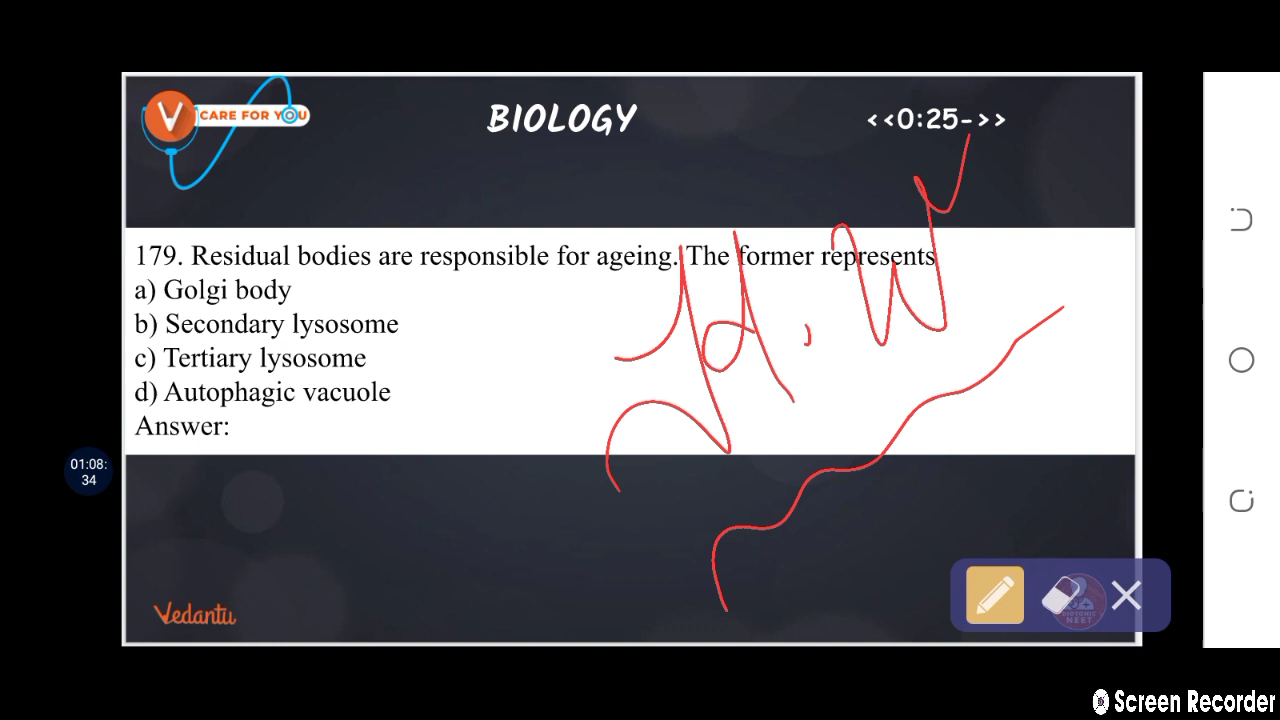 V CARE FOR YOU
BIOLOGY
<<0:25->>
179. Residual bodies are responsible for ageing. The former represents
a) Golgi body
b) Secondary lysosome
c) Tertiary lysosome
d) Autophagic vacuole
Answer:
01:08:
34
H.W
Vedantu
NEET
Screen Recorder